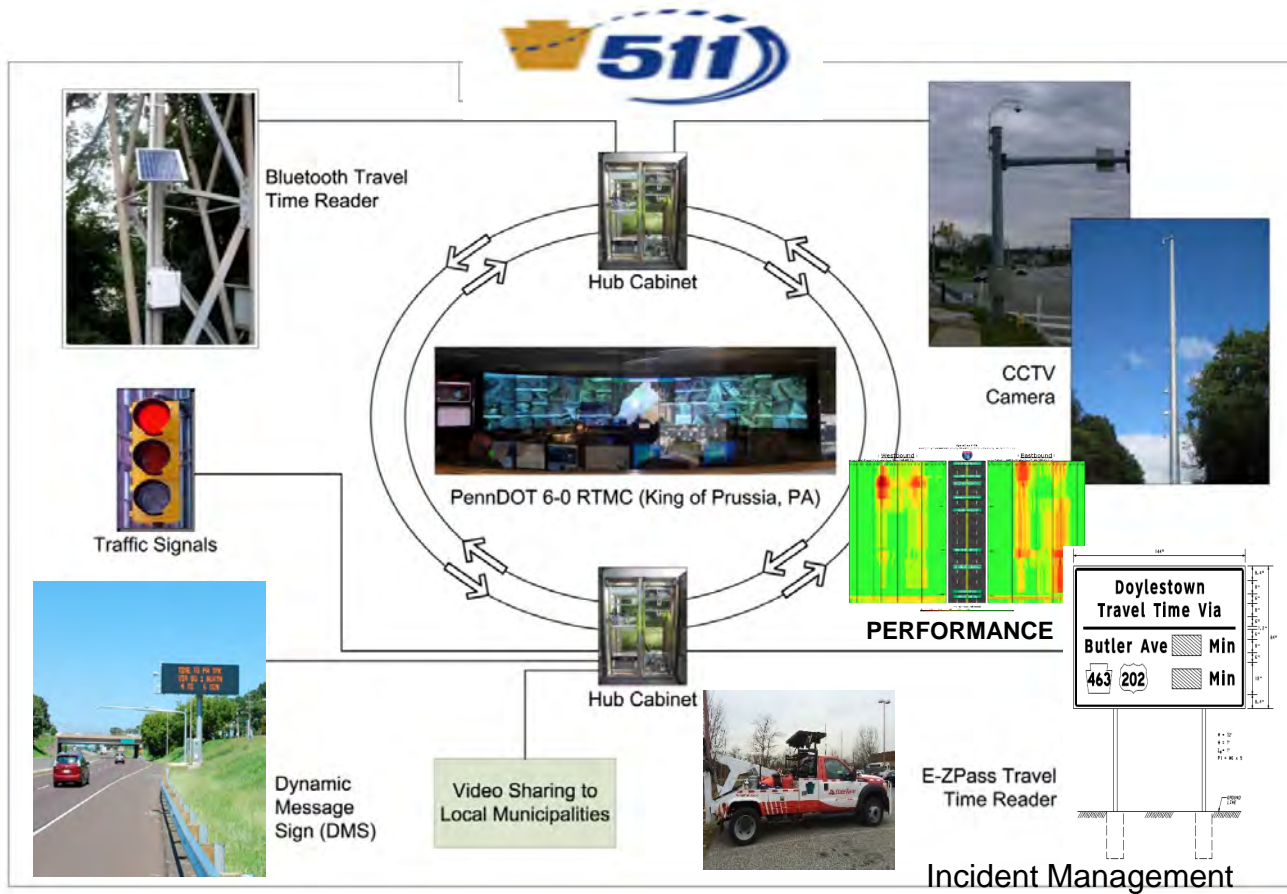 511
Bluetooth Travel
Time Reader
Hub Cabinet
CCTV
Camera
PennDOT 6-0 RTMC (King of Prussia, PA)
Westbound
Eastbound
Traffic Signals
PERFORMANCE
Doylestown
Travel Time Via
Butler Ave Min
463 202 Min
Hub Cabinet
Dynamic
Message
Sign (DMS)
Video Sharing to
Local Municipalities
E-ZPass Travel
Time Reader
GROUND
LINE
Incident Management